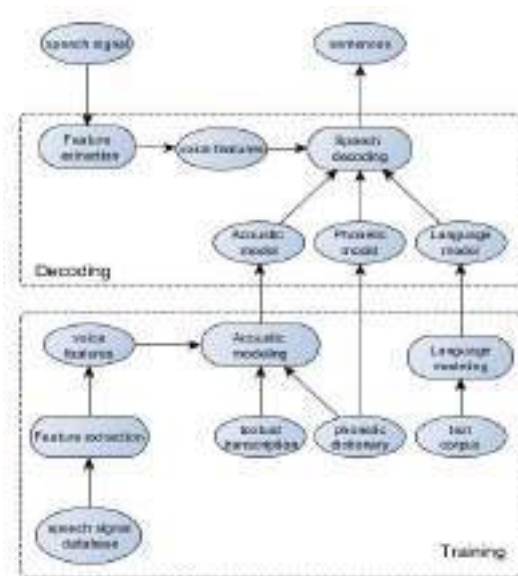 speech signal
sentences
Feature
extraction
voice features
Speech
decoding
Acoustic
model
Phonetic
model
Language
model
Decoding
voice
features
Acoustic
modeling
Language
modeling
Feature extraction
textual
transcription
phonetic
dictionary
text
corpus
speech signal
database
Training